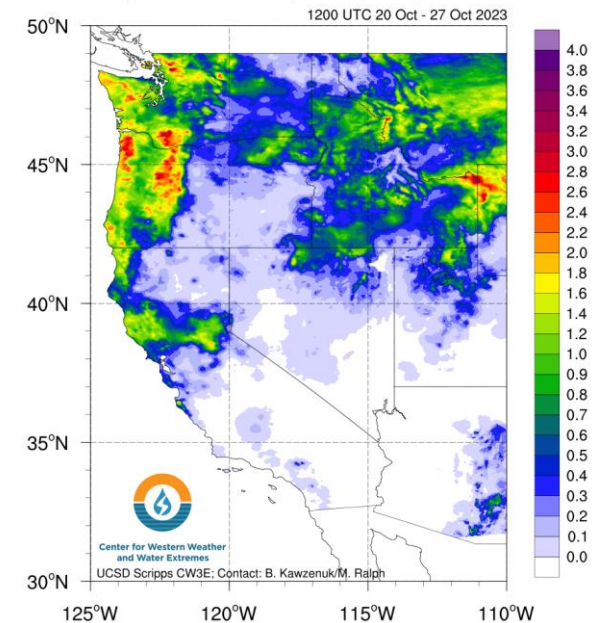 1200 UTC 20 Oct - 27 Oct 2023
50°N
45°N
40°N
35°N
30°N
125°W
120°W
115°W
110°W
4.0
3.8
3.6
3.4
3.2
3.0
2.8
2.6
2.4
2.2
2.0
1.8
1.6
1.4
1.2
1.0
0.9
0.8
0.7
0.6
0.5
0.4
0.3
0.2
0.1
0.0
Center for Western Weather
and Water Extremes
UCSD Scripps CW3E; Contact: B. Kawzenuk/M. Ralph